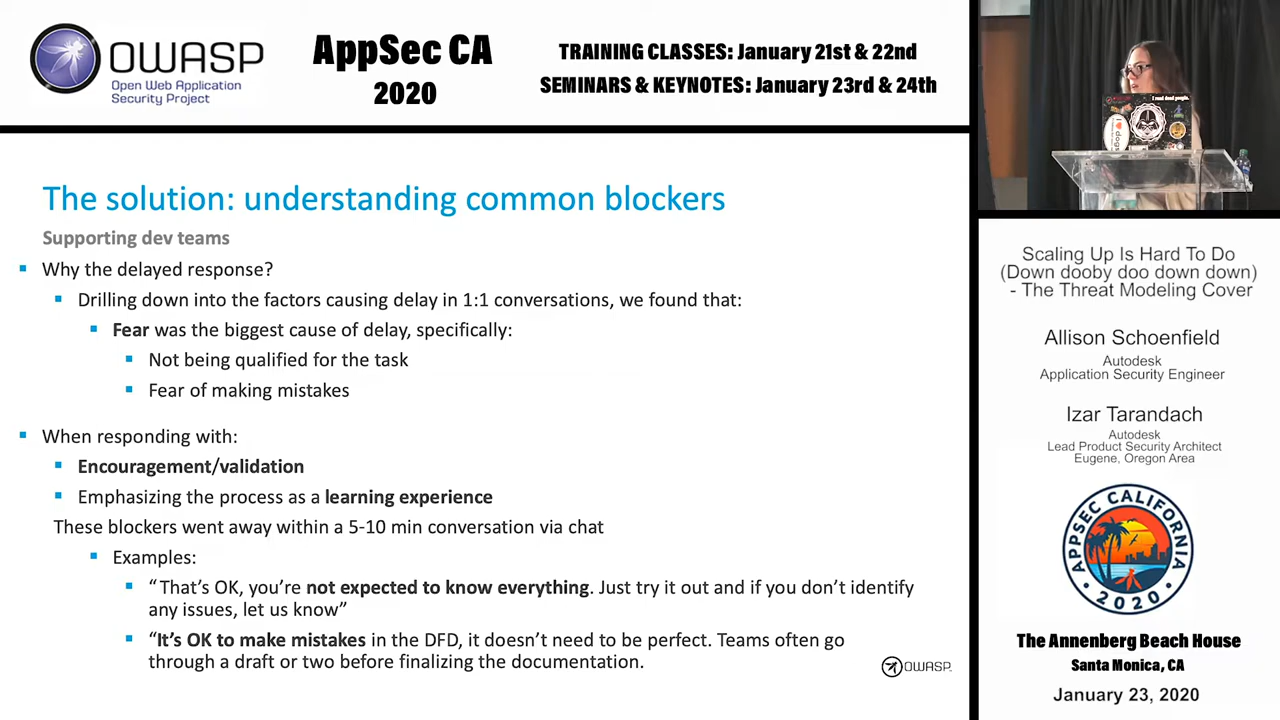 OWASP
Open Web Application
Security Project
AppSec CA
2020
TRAINING CLASSES: January 21st & 22nd
SEMINARS & KEYNOTES: January 23rd & 24th
The solution: understanding common blockers
Supporting dev teams
Why the delayed response?
Drilling down into the factors causing delay in 1:1 conversations, we found that:
Fear was the biggest cause of delay, specifically:
Not being qualified for the task
Fear of making mistakes
When responding with:
Encouragement/validation
Emphasizing the process as a learning experience
These blockers went away within a 5-10 min conversation via chat
Examples:
“That’s OK, you’re not expected to know everything. Just try it out and if you don’t identify
any issues, let us know”
“It’s OK to make mistakes in the DFD, it doesn’t need to be perfect. Teams often go
through a draft or two before finalizing the documentation.
OWASP
I read dead people.
dogs
Scaling Up Is Hard To Do
(Down dooby doo down down)
- The Threat Modeling Cover
Allison Schoenfield
Autodesk
Application Security Engineer
Izar Tarandach
Autodesk
Lead Product Security Architect
Eugene, Oregon Area
APPSEC CALIFORNIA
• 2020 •
The Annenberg Beach House
Santa Monica, CA
January 23, 2020